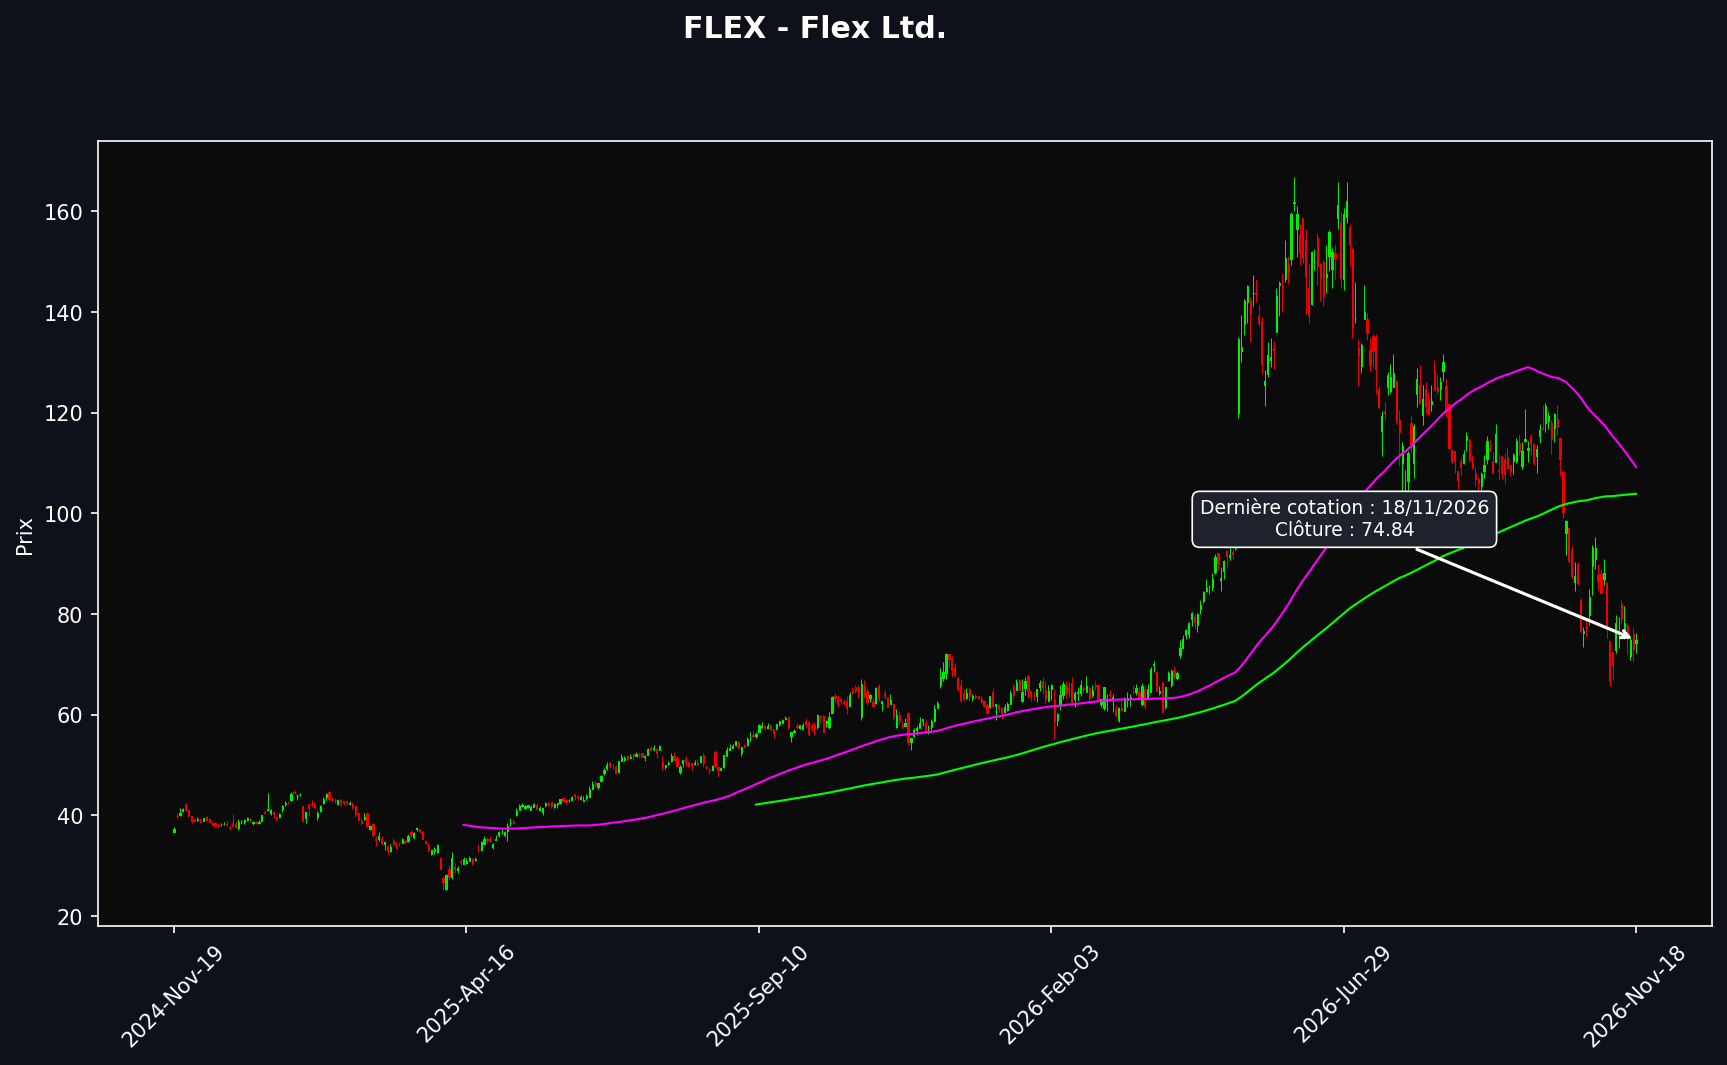 FLEX - Flex Ltd.
Prix
160
140
120
100
80
60
40
20
Dernière cotation : 18/11/2026
Clôture : 74.84
2024-Nov-19
2025-Apr-16
2025-Sep-10
2026-Feb-03
2026-Jun-29
2026-Nov-18